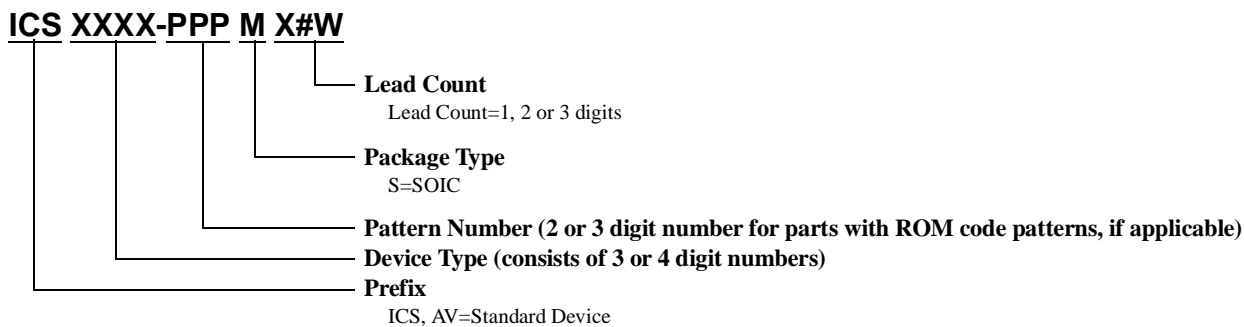 ICS XXXX-PPP M X#W
Lead Count
Lead Count=1, 2 or 3 digits
Package Type
S=SOIC
Pattern Number (2 or 3 digit number for parts with ROM code patterns, if applicable)
Device Type (consists of 3 or 4 digit numbers)
Prefix
ICS, AV=Standard Device